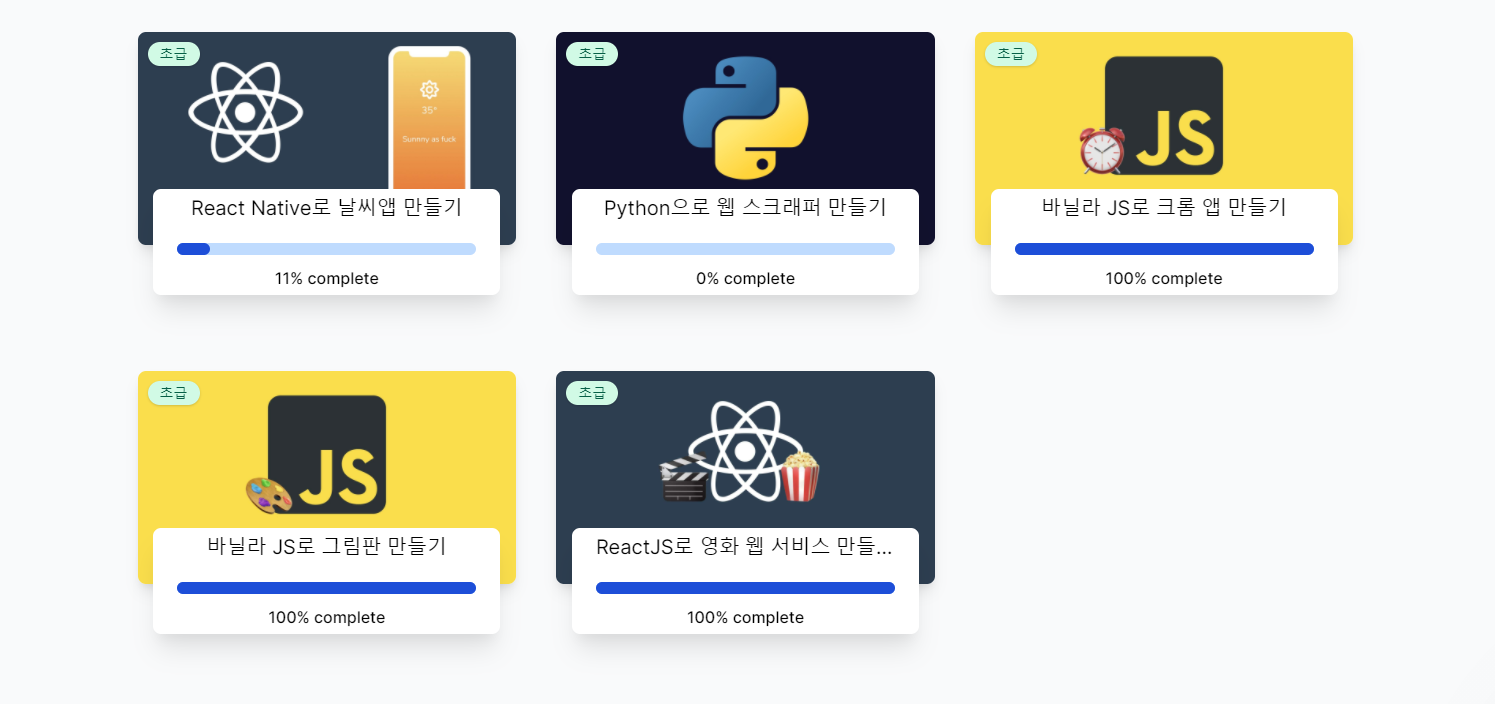 초급
35°
Sunnny as fuck
React Native로 날씨앱 만들기
11% complete
초급
Python으로 웹 스크래퍼 만들기
0% complete
초급
JS
바닐라 JS로 크롬 앱 만들기
100% complete
초급
JS
바닐라 JS로 그림판 만들기
100% complete
초급
ReactJS로 영화 웹 서비스 만들...
100% complete